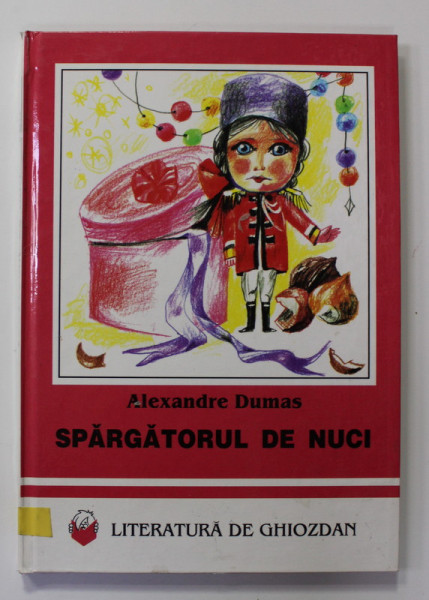 Alexandre Dumas
SPĂRGĂTORUL DE NUCI
LITERATURĂ DE GHIOZDAN